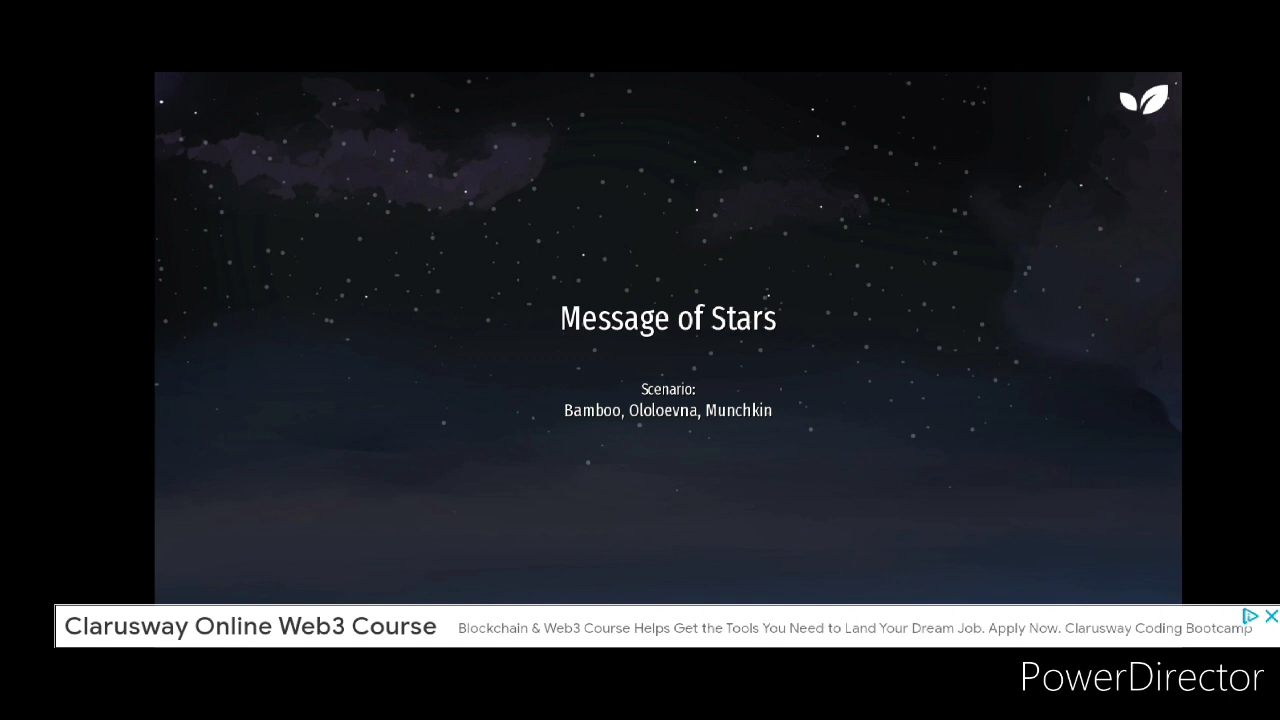 Message of Stars
Scenario:
Bamboo, Ololoevna, Munchkin
Clarusway Online Web3 Course
Blockchain & Web3 Course Helps Get the Tools You Need to Land Your Dream Job. Apply Now. Clarusway Coding Bootcamp
PowerDirector